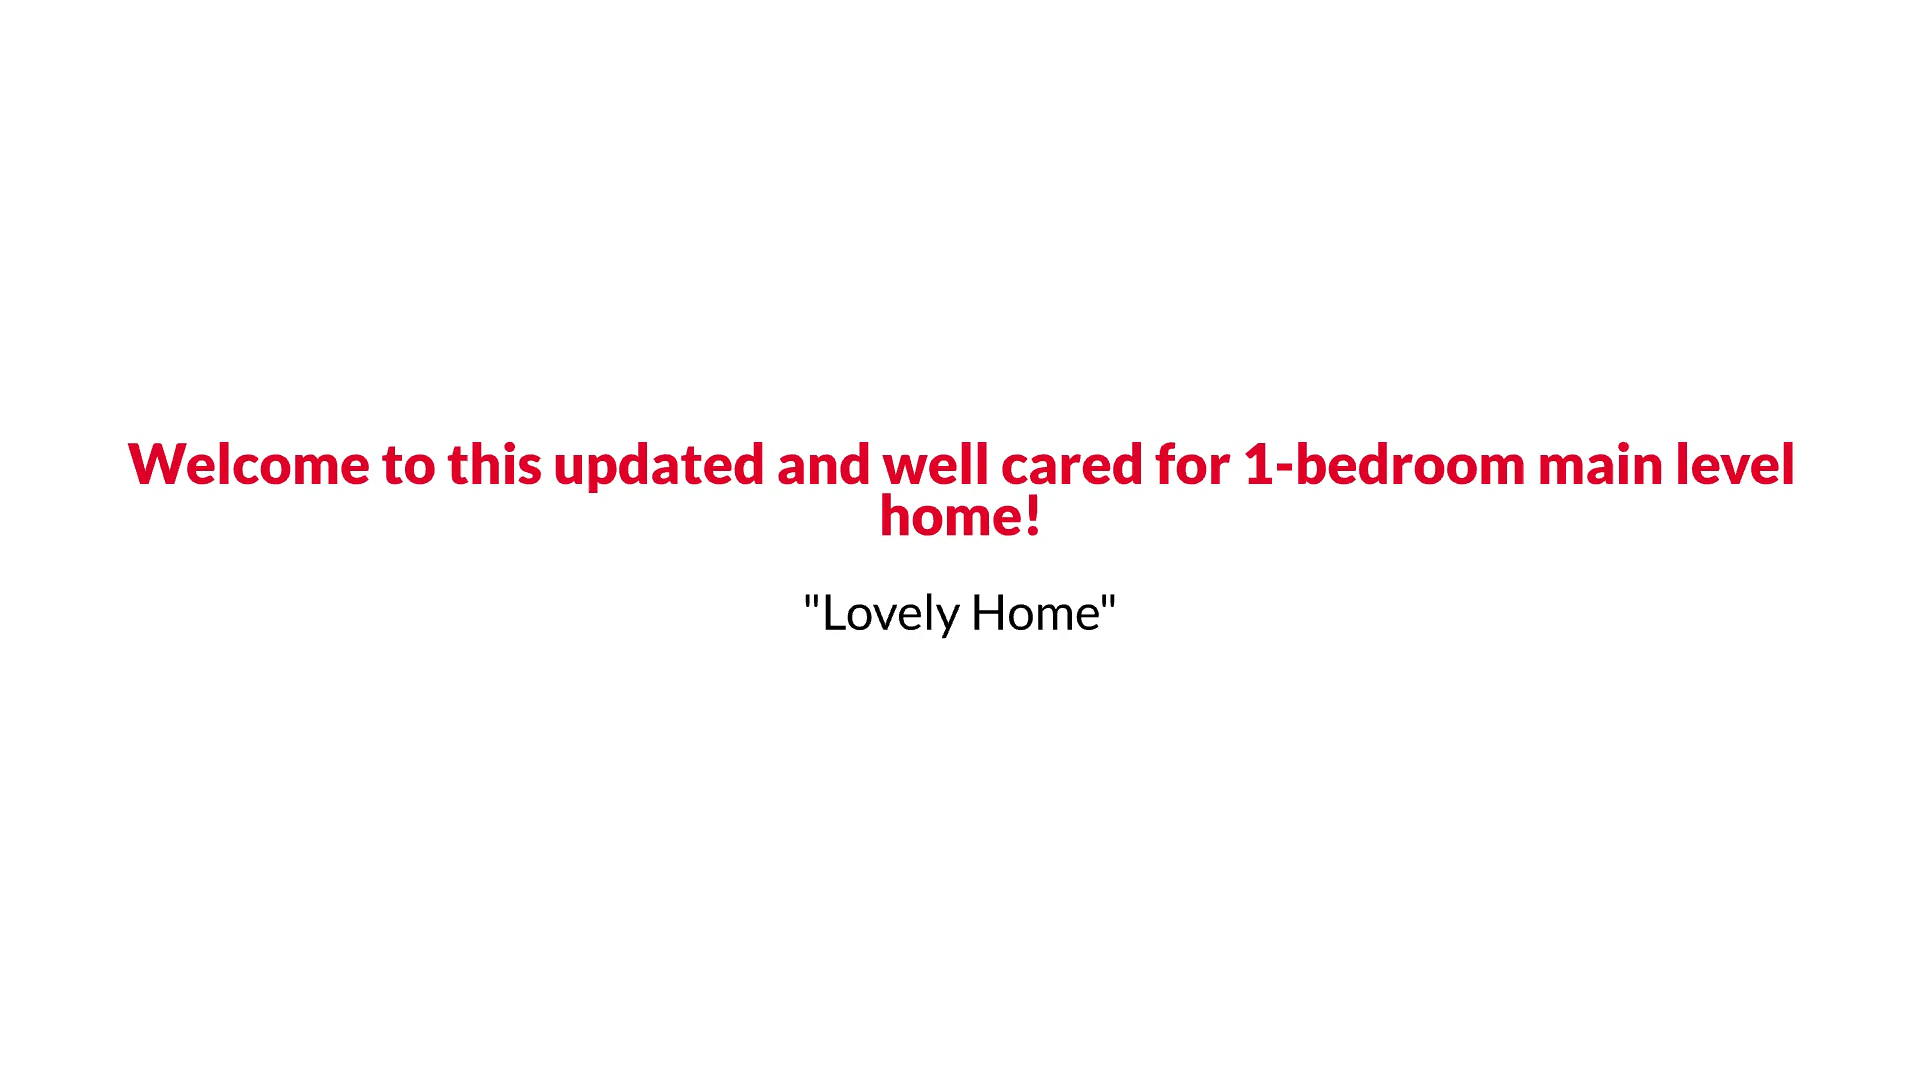 Welcome to this updated and well cared for 1-bedroom main level
home!
"Lovely Home"